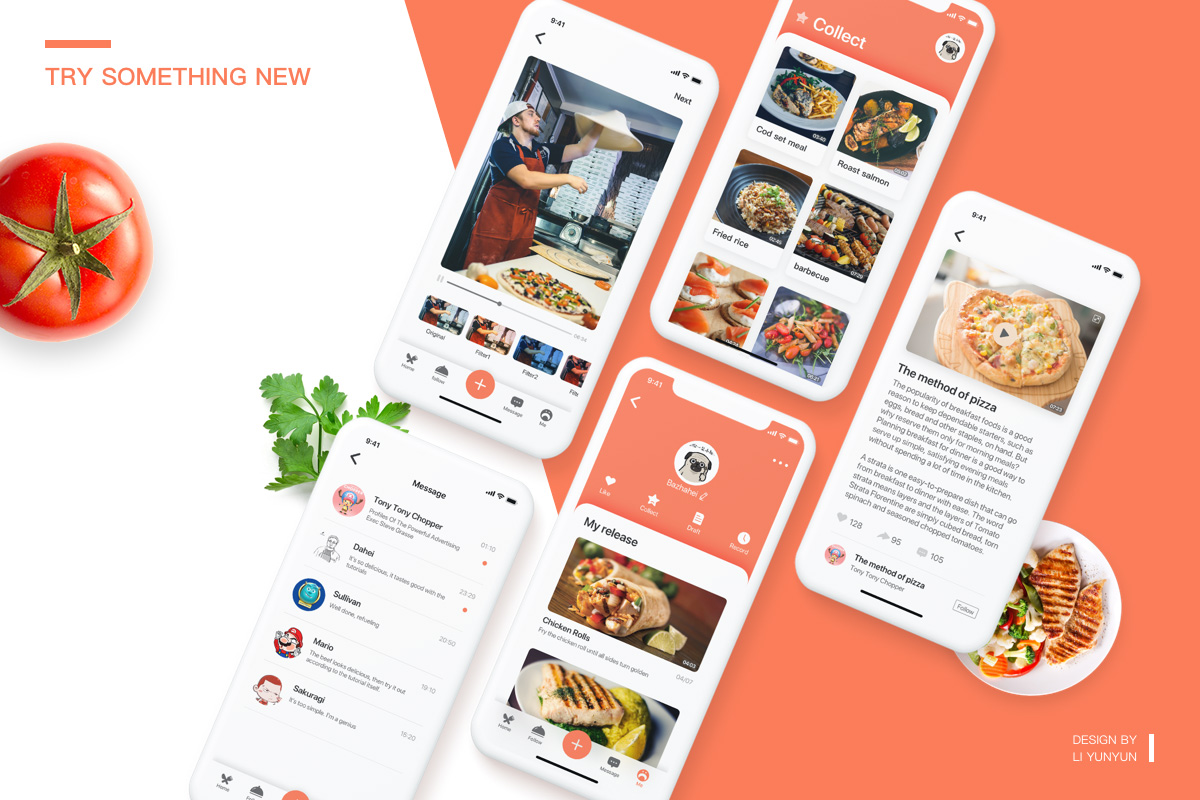 TRY SOMETHING NEW
9:41
Next
Original
Filter1
Filter2
Filt
Home
follow
Message
Me
Collect
Cod set meal
Roast salmon
Fried rice
02:40
barbecue
07:29
9:41
07:23
The method of pizza
The popularity of breakfast foods is a good
reason to keep dependable starters, such as
eggs, bread and other staples, on hand. But
why reserve them only for morning meals?
Planning breakfast for dinner is a good way to
serve up simple, satisfying evening meals
without spending a lot of time in the kitchen.
A strata is one easy-to-prepare dish that can go
from breakfast to dinner with ease. The word
strata means layers and the layers of Tomato
Strata Florentine are simply cubed bread, torn
spinach and seasoned chopped tomatoes.
128
95
105
The method of pizza
Tony Tony Chopper
Follow
9:41
Message
Tony Tony Chopper
Profiles Of The Powerful Advertising
Exec Steve Grasse
01:10
Dahei
It's so delicious, it tastes good with the
tutorials
23:20
Sullivan
Well done, refueling
20:50
Mario
The beef looks delicious, then try it out
according to the tutorial itself.
19:10
Sakuragi
It's too simple. I'm a genius
15:20
Home
9:41
Bazhahei
Like
Collect
Draft
Record
My release
04:03
Chicken Rolls
Fry the chicken roll until all sides turn golden
04/07
Home
Follow
Message
Me
DESIGN BY
LI YUNYUN